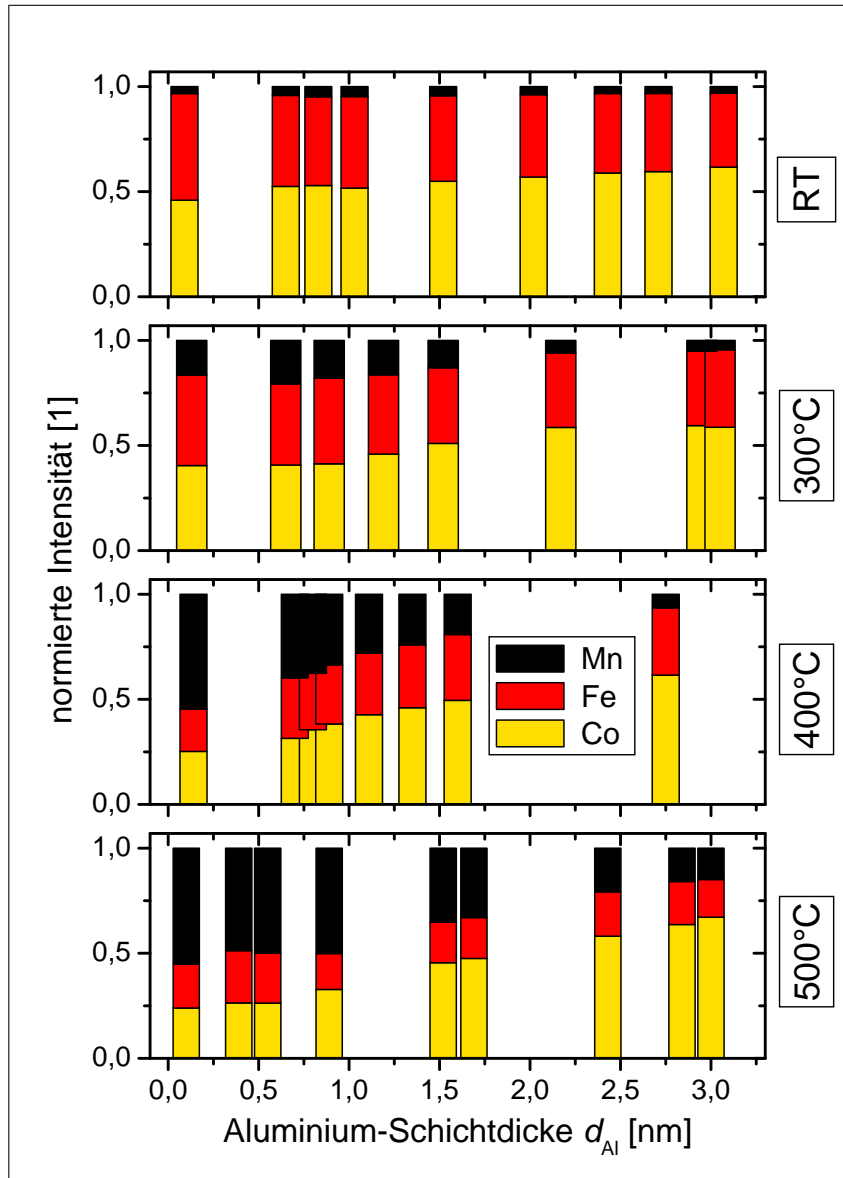 1,0
0,5
0,0
RT
1,0
0,5
0,0
300°C
1,0
0,5
0,0
400°C
Mn
Fe
Co
1,0
0,5
0,0
500°C
0,0 0,5 1,0 1,5 2,0 2,5 3,0
Aluminium-Schichtdicke d_Al [nm]
normierte Intensität [1]